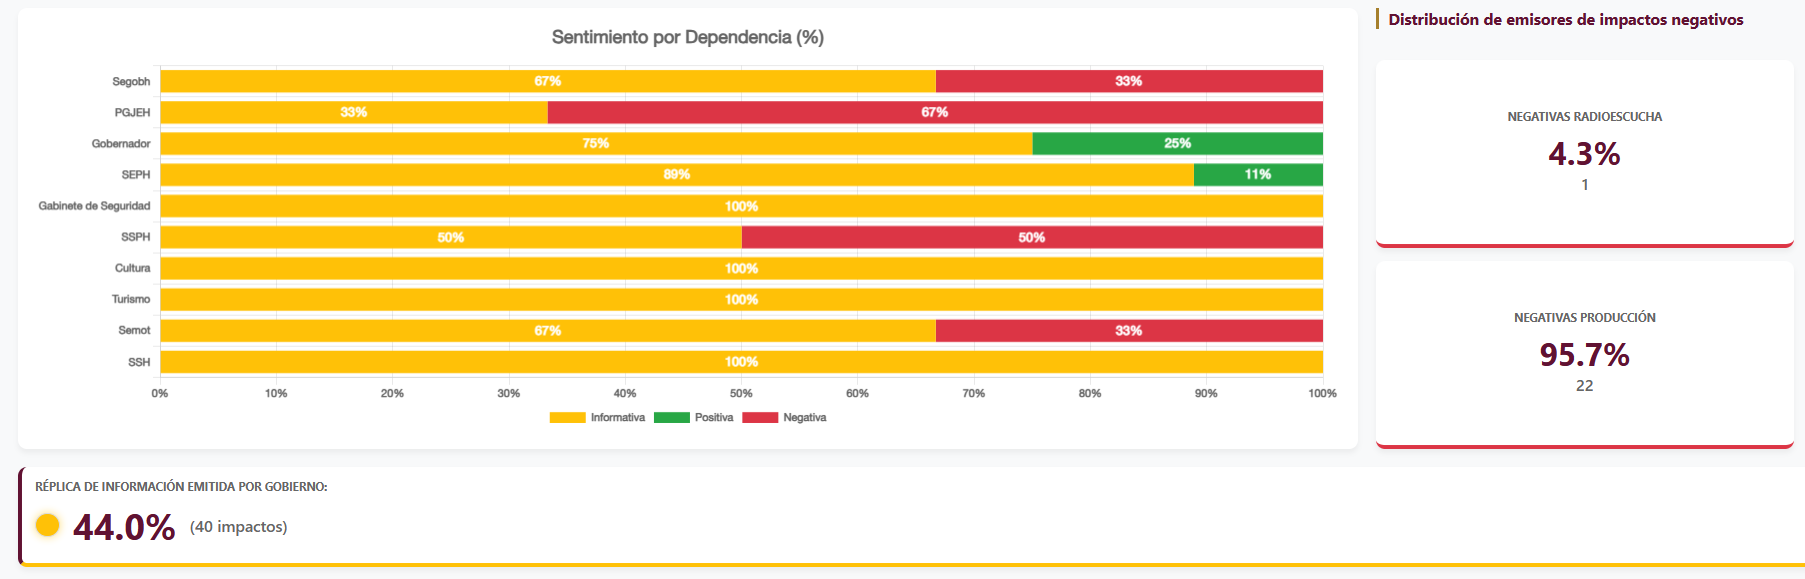 Sentimiento por Dependencia (%)
Segobh 67% 33%
PGJEH 33% 67%
Gobernador 75% 25%
SEPH 89% 11%
Gabinete de Seguridad 100%
SSPH 50% 50%
Cultura 100%
Turismo 100%
Semot 67% 33%
SSH 100%
0% 10% 20% 30% 40% 50% 60% 70% 80% 90% 100%
Informativa Positiva Negativa
Distribución de emisores de impactos negativos
NEGATIVAS RADIOESCUCHA
4.3%
1
NEGATIVAS PRODUCCIÓN
95.7%
22
RÉPLICA DE INFORMACIÓN EMITIDA POR GOBIERNO:
44.0% (40 impactos)